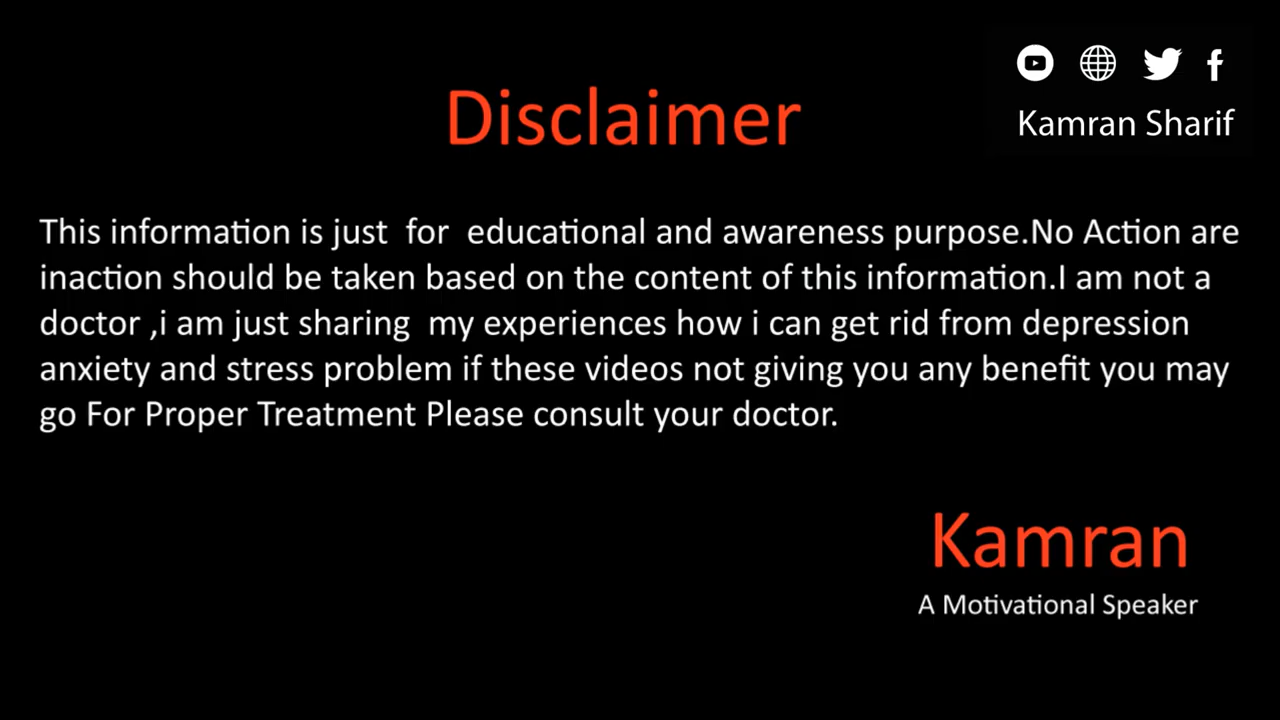 Kamran Sharif
Disclaimer
This information is just  for  educational and awareness purpose.No Action are
inaction should be taken based on the content of this information.I am not a
doctor ,i am just sharing  my experiences how i can get rid from depression
anxiety and stress problem if these videos not giving you any benefit you may
go For Proper Treatment Please consult your doctor.
Kamran
A Motivational Speaker